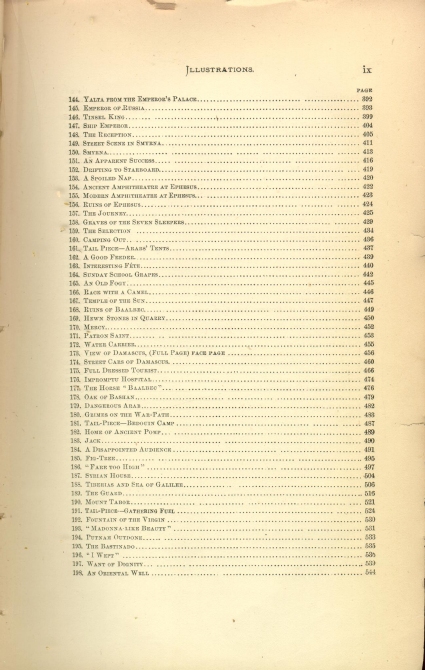 ILLUSTRATIONS. ix
PAGE
144. YALTA FROM THE EMPEROR'S PALACE 392
145. EMPEROR OF RUSSIA 393
146. TINSEL KING 399
147. SHIP EMPEROR 404
148. THE RECEPTION 405
149. STREET SCENE IN SMYRNA 411
150. SMYRNA 413
151. AN APPARENT SUCCESS 416
152. DRIFTING TO STARBOARD 419
153. A SPOILED NAP 420
154. ANCIENT AMPHITHEATRE AT EPHESUS 422
155. MODERN AMPHITHEATRE AT EPHESUS 423
156. RUINS OF EPHESUS 424
157. THE JOURNEY 425
158. GRAVES OF THE SEVEN SLEEPERS 429
159. THE SELECTION 434
160. CAMPING OUT 436
161. TAIL PIECE—ARABS' TENTS 437
162. A GOOD FEEDER 439
163. INTERESTING FÊTE 440
164. SUNDAY SCHOOL GRAPES 442
165. AN OLD FOGY 445
166. RACE WITH A CAMEL 446
167. TEMPLE OF THE SUN 447
168. RUINS OF BAALBEC 449
169. HEWN STONES IN QUARRY 450
170. MERCY 452
171. PATRON SAINT 453
172. WATER CARRIER 455
173. VIEW OF DAMASCUS, (FULL PAGE) FACE PAGE 456
174. STREET CARS OF DAMASCUS 460
175. FULL DRESSED TOURIST 466
176. IMPROMPTU HOSPITAL 474
175. THE HORSE "BAALBEC" 476
178. OAK OF BASHAN 479
179. DANGEROUS ARAB 482
180. GRIMES ON THE WAR-PATH 483
181. TAIL-PIECE—BEDOUIN CAMP 487
182. HOME OF ANCIENT POMP 489
183. JACK 490
184. A DISAPPOINTED AUDIENCE 491
185. FIG-TREE 495
186. "FARE TOO HIGH" 497
187. SYRIAN HOUSE 504
188. TIBERIAS AND SEA OF GALILEE 506
189. THE GUARD 516
190. MOUNT TABOR 521
191. TAIL-PIECE—GATHERING FUEL 524
192. FOUNTAIN OF THE VIRGIN 530
193. "MADONNA-LIKE BEAUTY" 531
194. PUTNAM OUTDONE 533
195. THE BASTINADO 535
196. "I WEPT" 536
197. WANT OF DIGNITY 539
198. AN ORIENTAL WELL 544